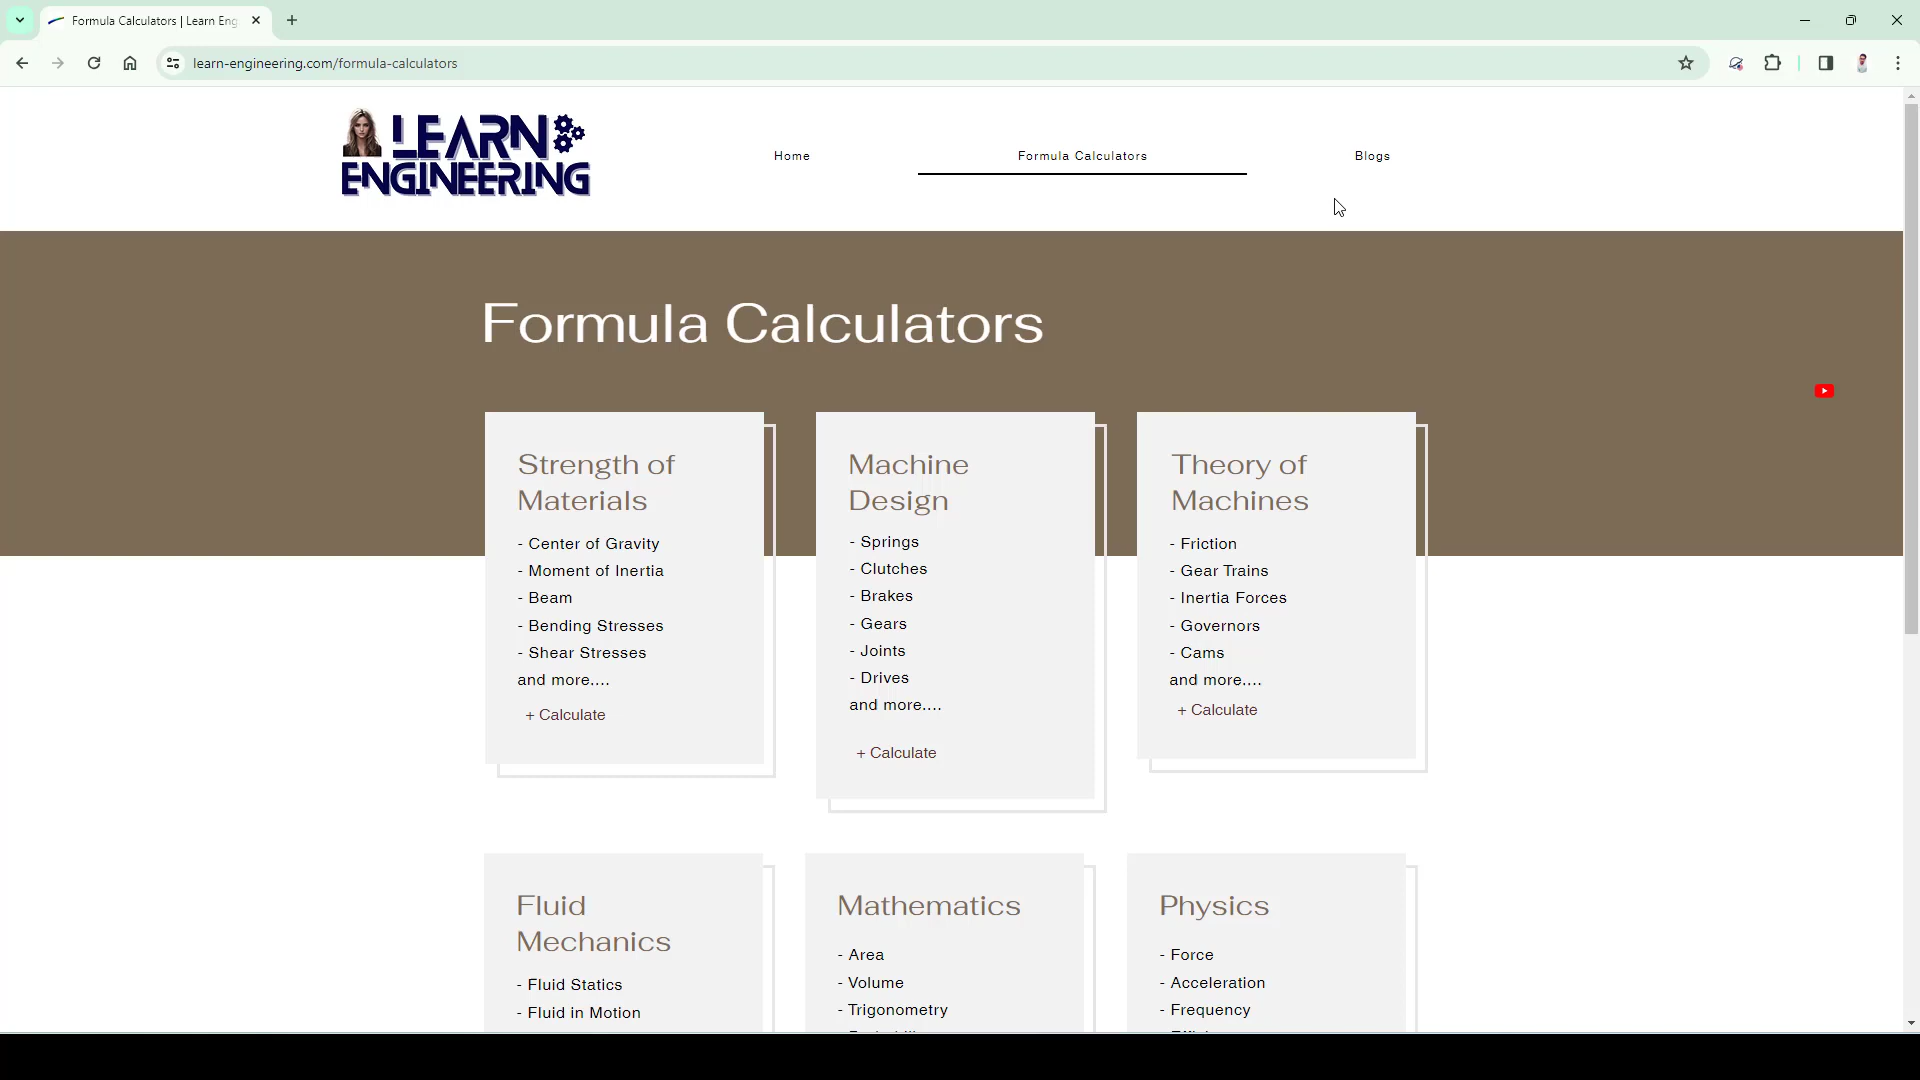 Formula Calculators | Learn Eng
learn-engineering.com/formula-calculators
LEARN
ENGINEERING
Home
Formula Calculators
Blogs
Formula Calculators
Strength of
Materials
- Center of Gravity
- Moment of Inertia
- Beam
- Bending Stresses
- Shear Stresses
and more....
+ Calculate
Machine
Design
- Springs
- Clutches
- Brakes
- Gears
- Joints
- Drives
and more....
+ Calculate
Theory of
Machines
- Friction
- Gear Trains
- Inertia Forces
- Governors
- Cams
and more....
+ Calculate
Fluid
Mechanics
- Fluid Statics
- Fluid in Motion
Mathematics
- Area
- Volume
- Trigonometry
Physics
- Force
- Acceleration
- Frequency